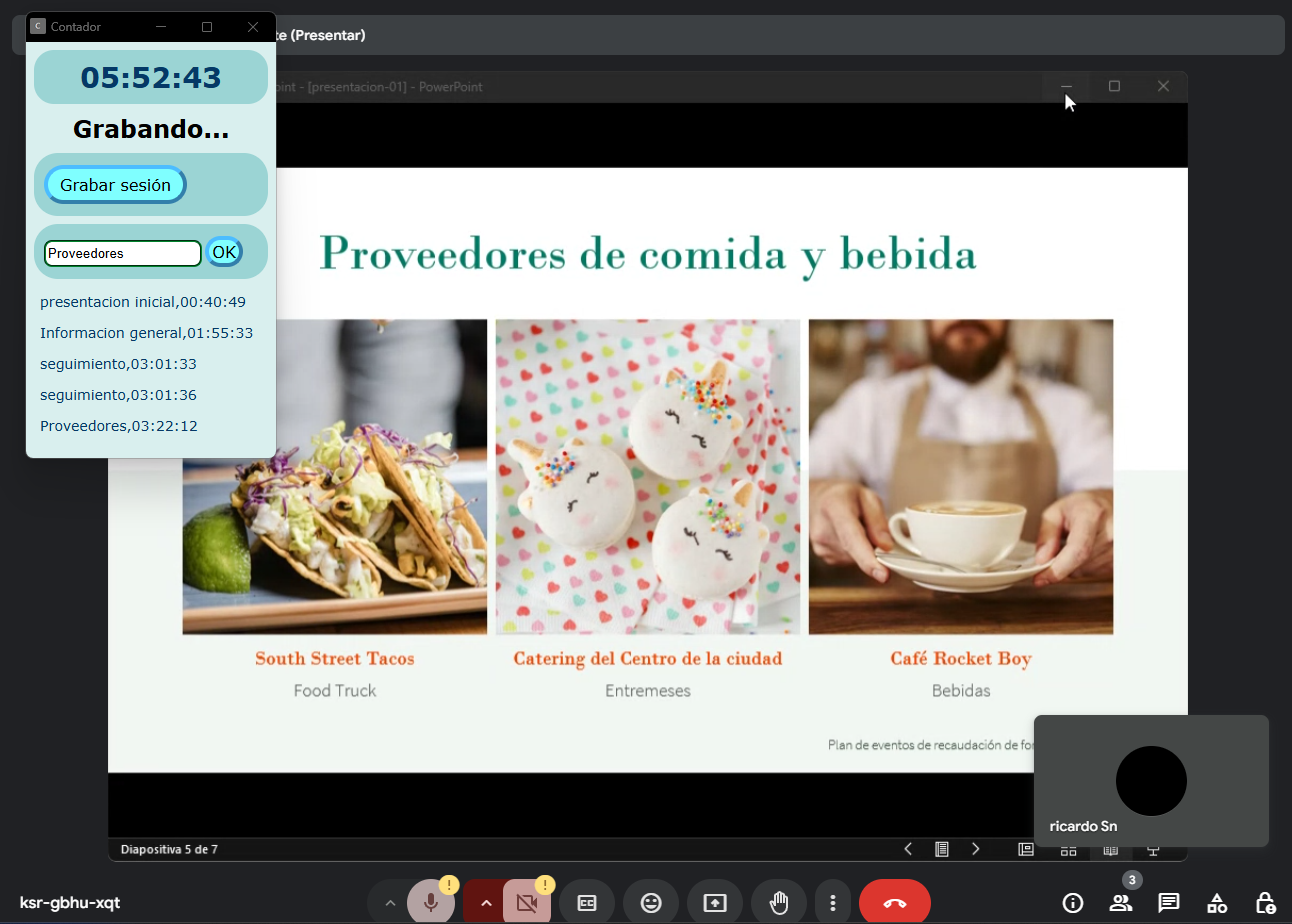 C Contador
te (Presentar)
05:52:43
Grabando...
Grabar sesión
Proveedores OK
presentacion inicial,00:40:49
Informacion general,01:55:33
seguimiento,03:01:33
seguimiento,03:01:36
Proveedores,03:22:12
- [presentacion-01] - PowerPoint
Proveedores de comida y bebida
South Street Tacos
Food Truck
Catering del Centro de la ciudad
Entremeses
Café Rocket Boy
Bebidas
Plan de eventos de recaudación de
ricardo Sn
Diapositiva 5 de 7
ksr-gbhu-xqt
!
!
CC
3